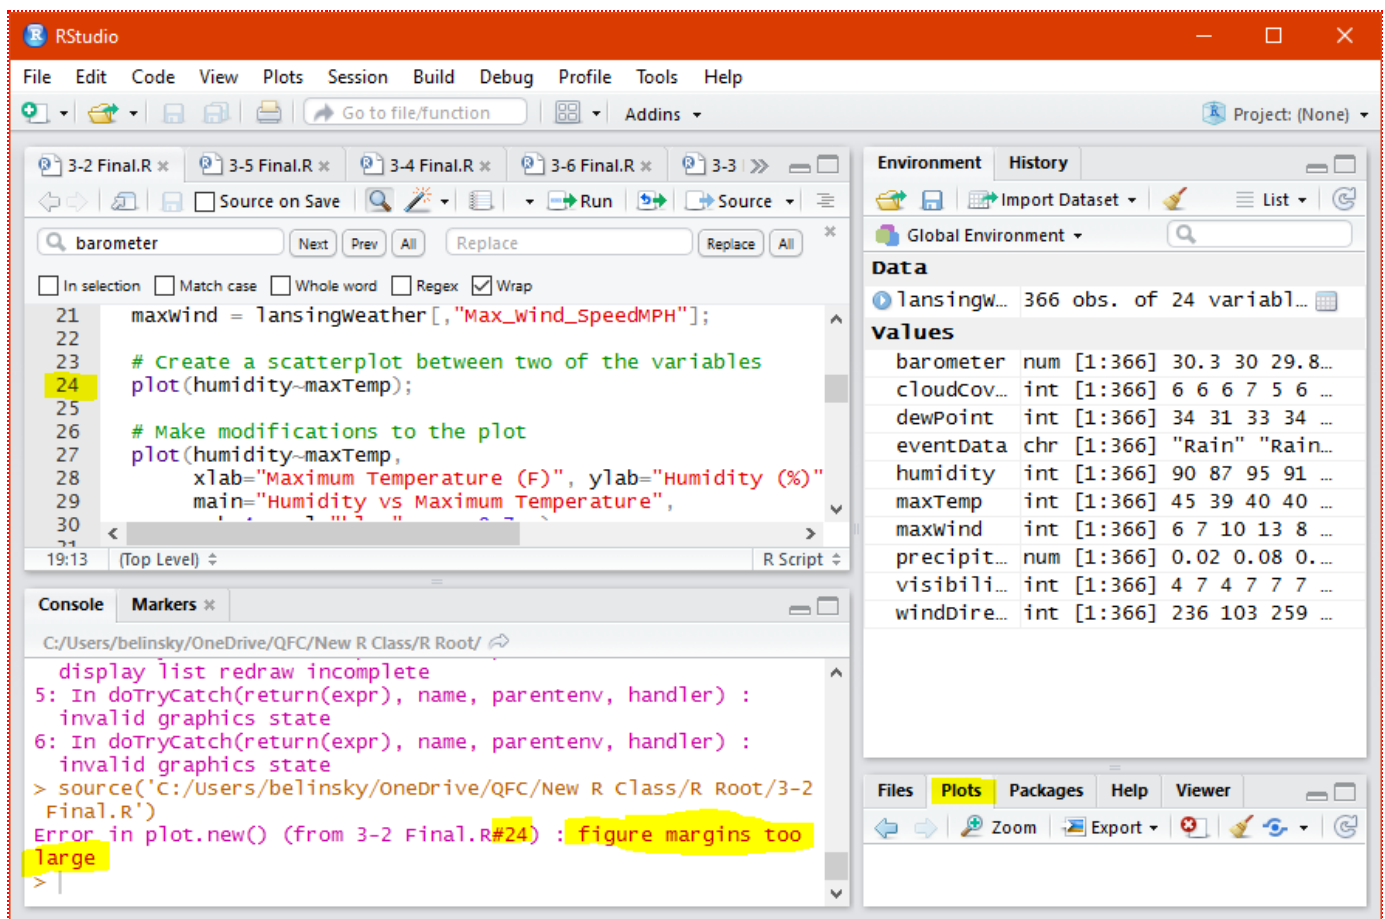 RStudio
File Edit Code View Plots Session Build Debug Profile Tools Help
Go to file/function Addins Project: (None)
3-2 Final.R 3-5 Final.R 3-4 Final.R 3-6 Final.R 3-3
Source on Save Run Source
barometer Next Prev All Replace Replace All
In selection Match case Whole word Regex Wrap
21 maxWind = lansingWeather[,"Max_Wind_SpeedMPH"];
22
23 # Create a scatterplot between two of the variables
24 plot(humidity~maxTemp);
25
26 # Make modifications to the plot
27 plot(humidity~maxTemp,
28 xlab="Maximum Temperature (F)", ylab="Humidity (%)"
29 main="Humidity vs Maximum Temperature",
30
19:13 (Top Level) R Script
Console Markers
C:/Users/belinsky/OneDrive/QFC/New R Class/R Root/
display list redraw incomplete
5: In doTryCatch(return(expr), name, parentenv, handler) :
invalid graphics state
6: In doTryCatch(return(expr), name, parentenv, handler) :
invalid graphics state
> source('C:/Users/belinsky/OneDrive/QFC/New R Class/R Root/3-2
Final.R')
Error in plot.new() (from 3-2 Final.R#24) : figure margins too
large
>
Environment History
Import Dataset List
Global Environment
Data
lansingW… 366 obs. of 24 variabl…
Values
barometer num [1:366] 30.3 30 29.8…
cloudCov… int [1:366] 6 6 6 7 5 6 …
dewPoint int [1:366] 34 31 33 34 …
eventData chr [1:366] "Rain" "Rain…
humidity int [1:366] 90 87 95 91 …
maxTemp int [1:366] 45 39 40 40 …
maxWind int [1:366] 6 7 10 13 8 …
precipit… num [1:366] 0.02 0.08 0.…
visibili… int [1:366] 4 7 4 7 7 7 …
windDire… int [1:366] 236 103 259 …
Files Plots Packages Help Viewer
Zoom Export